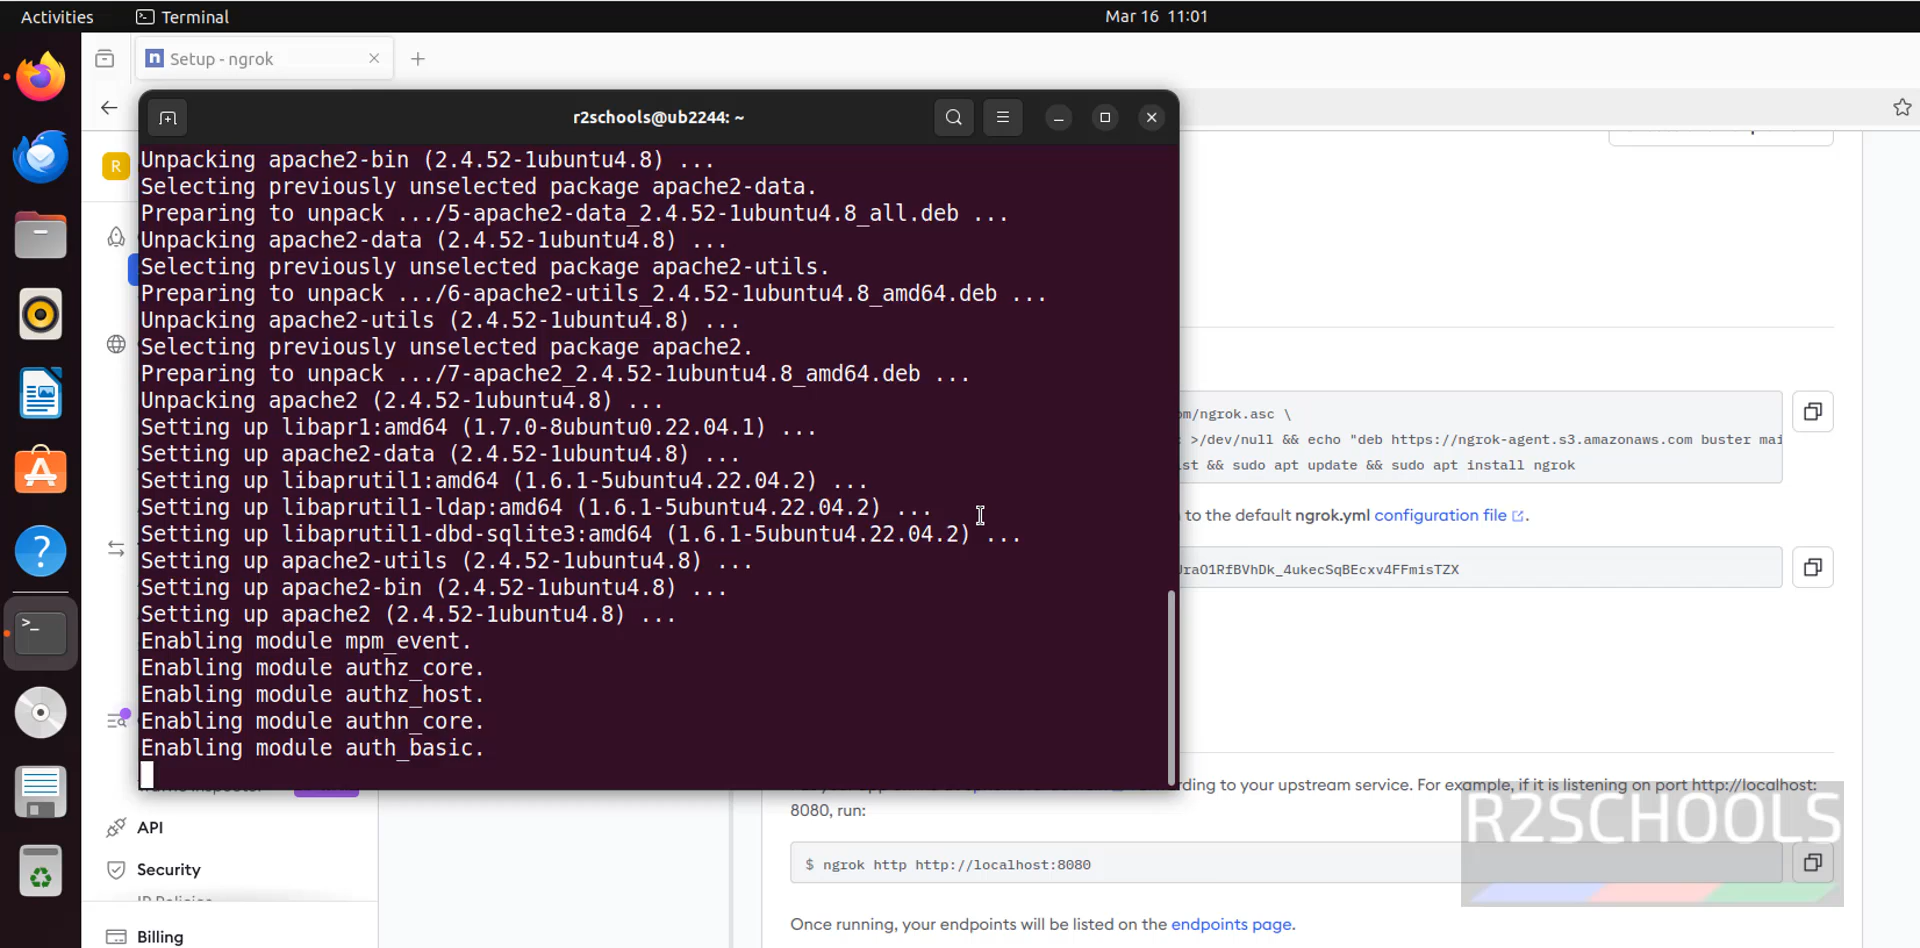 Activities
Terminal
Mar 16 11:01
n Setup - ngrok
r2schools@ub2244: ~
R
Unpacking apache2-bin (2.4.52-1ubuntu4.8) ...
Selecting previously unselected package apache2-data.
Preparing to unpack .../5-apache2-data_2.4.52-1ubuntu4.8_all.deb ...
Unpacking apache2-data (2.4.52-1ubuntu4.8) ...
Selecting previously unselected package apache2-utils.
Preparing to unpack .../6-apache2-utils_2.4.52-1ubuntu4.8_amd64.deb ...
Unpacking apache2-utils (2.4.52-1ubuntu4.8) ...
Selecting previously unselected package apache2.
Preparing to unpack .../7-apache2_2.4.52-1ubuntu4.8_amd64.deb ...
Unpacking apache2 (2.4.52-1ubuntu4.8) ...
Setting up libapr1:amd64 (1.7.0-8ubuntu0.22.04.1) ...
Setting up apache2-data (2.4.52-1ubuntu4.8) ...
Setting up libaprutil1:amd64 (1.6.1-5ubuntu4.22.04.2) ...
Setting up libaprutil1-ldap:amd64 (1.6.1-5ubuntu4.22.04.2) ...
Setting up libaprutil1-dbd-sqlite3:amd64 (1.6.1-5ubuntu4.22.04.2) ...
Setting up apache2-utils (2.4.52-1ubuntu4.8) ...
Setting up apache2-bin (2.4.52-1ubuntu4.8) ...
Setting up apache2 (2.4.52-1ubuntu4.8) ...
Enabling module mpm_event.
Enabling module authz_core.
Enabling module authz_host.
Enabling module authn_core.
Enabling module auth_basic.
om/ngrok.asc \
>/dev/null && echo "deb https://ngrok-agent.s3.amazonaws.com buster mai
st && sudo apt update && sudo apt install ngrok
to the default ngrok.yml configuration file.
raO1RfBVhDk_4ukecSqBEcxv4FFmisTZX
rding to your upstream service. For example, if it is listening on port http://localhost:
8080, run:
$ ngrok http http://localhost:8080
Once running, your endpoints will be listed on the endpoints page.
API
Security
Billing
R2SCHOOLS